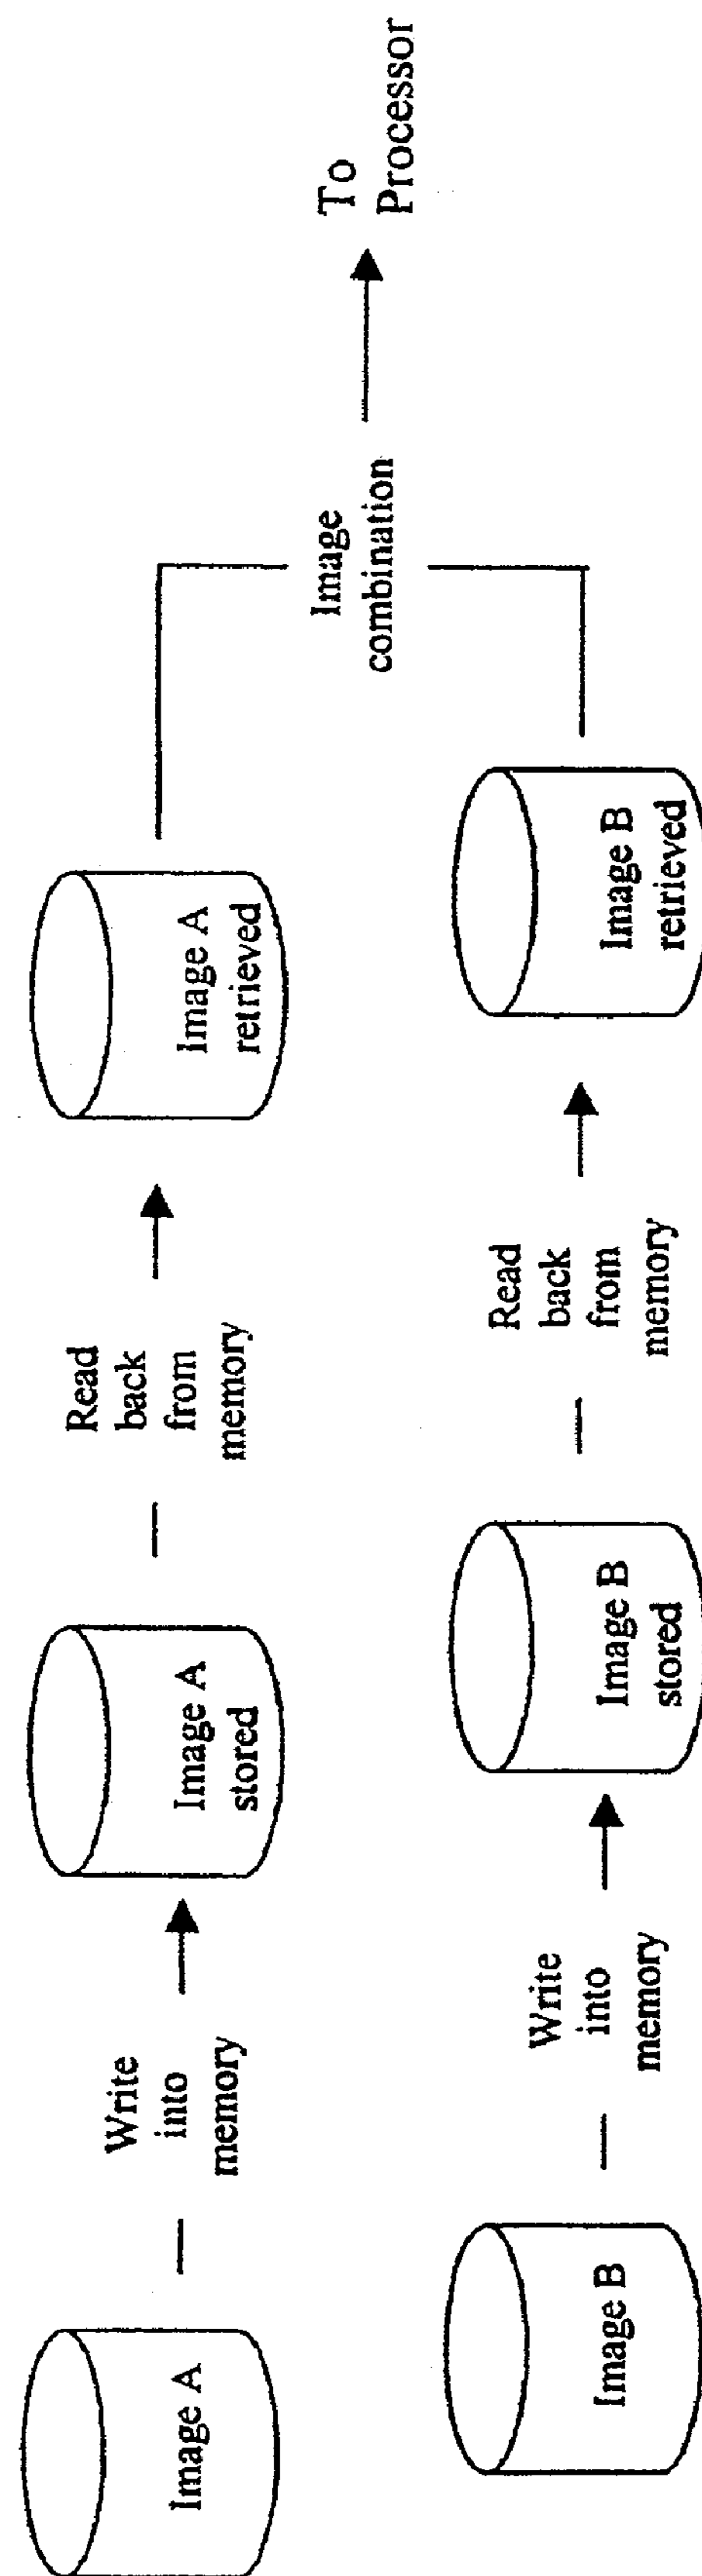 Image A
Write
into
memory
Image A
stored
Read
back
from
memory
Image A
retrieved
Image
combination
To
Processor
Image B
Write
into
memory
Image B
stored
Read
back
from
memory
Image B
retrieved